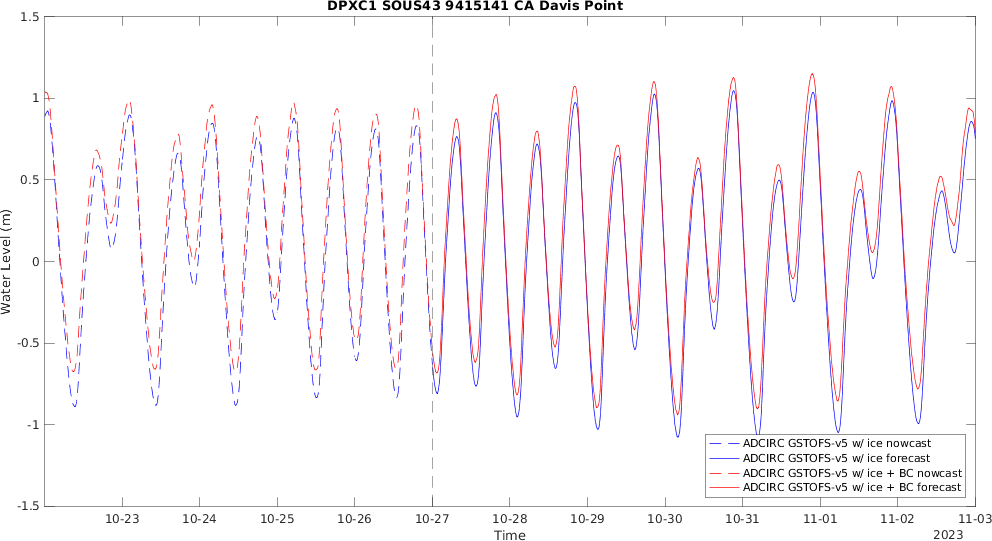 DPXC1 SOUS43 9415141 CA Davis Point
1.5
1
0.5
0
-0.5
-1
-1.5
Water Level (m)
10-23
10-24
10-25
10-26
10-27
10-28
10-29
10-30
10-31
11-01
11-02
11-03
Time
2023
ADCIRC GSTOFS-v5 w/ ice nowcast
ADCIRC GSTOFS-v5 w/ ice forecast
ADCIRC GSTOFS-v5 w/ ice + BC nowcast
ADCIRC GSTOFS-v5 w/ ice + BC forecast